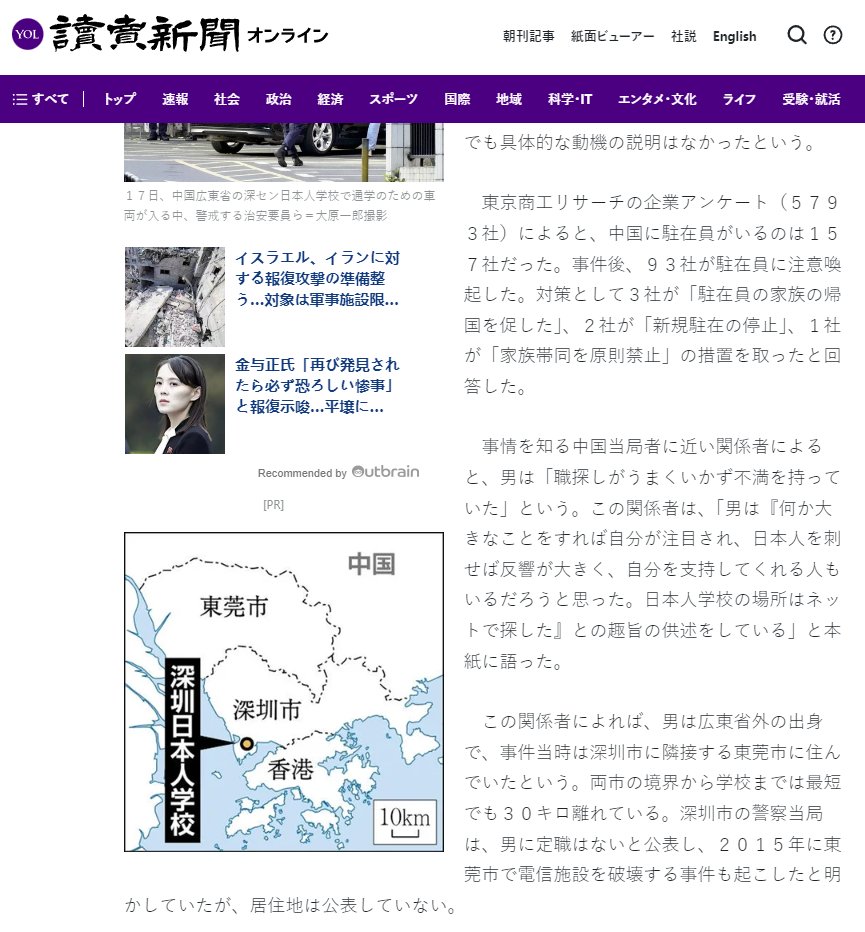 YOL 讀賣新聞 オンライン
朝刊記事 紙面ビューアー 社説 English
すべて トップ 速報 社会 政治 経済 スポーツ 国際 地域 科学・IT エンタメ・文化 ライフ 受験・就活
１７日、中国広東省の深セン日本人学校で通学のための車
両が入る中、警戒する治安要員ら＝大原一郎撮影
イスラエル、イランに対
する報復攻撃の準備整
う…対象は軍事施設限...
金与正氏「再び発見され
たら必ず恐ろしい惨事」
と報復示唆…平壌に...
Recommended by Outbrain
[PR]
中国
東莞市
深圳日本人学校
深圳市
香港
10km
でも具体的な動機の説明はなかったという。
東京商工リサーチの企業アンケート（５７９
３社）によると、中国に駐在員がいるのは１５
７社だった。事件後、９３社が駐在員に注意喚
起した。対策として３社が「駐在員の家族の帰
国を促した」、２社が「新規駐在の停止」、１社
が「家族帯同を原則禁止」の措置を取ったと回
答した。
事情を知る中国当局者に近い関係者による
と、男は「職探しがうまくいかず不満を持って
いた」という。この関係者は、「男は『何か大
きなことをすれば自分が注目され、日本人を刺
せば反響が大きく、自分を支持してくれる人も
いるだろうと思った。日本人学校の場所はネッ
トで探した』との趣旨の供述をしている」と本
紙に語った。
この関係者によれば、男は広東省外の出身
で、事件当時は深圳市に隣接する東莞市に住ん
でいたという。両市の境界から学校までは最短
でも３０キロ離れている。深圳市の警察当局
は、男に定職はないと公表し、２０１５年に東
莞市で電信施設を破壊する事件も起こしたと明
かしていたが、居住地は公表していない。